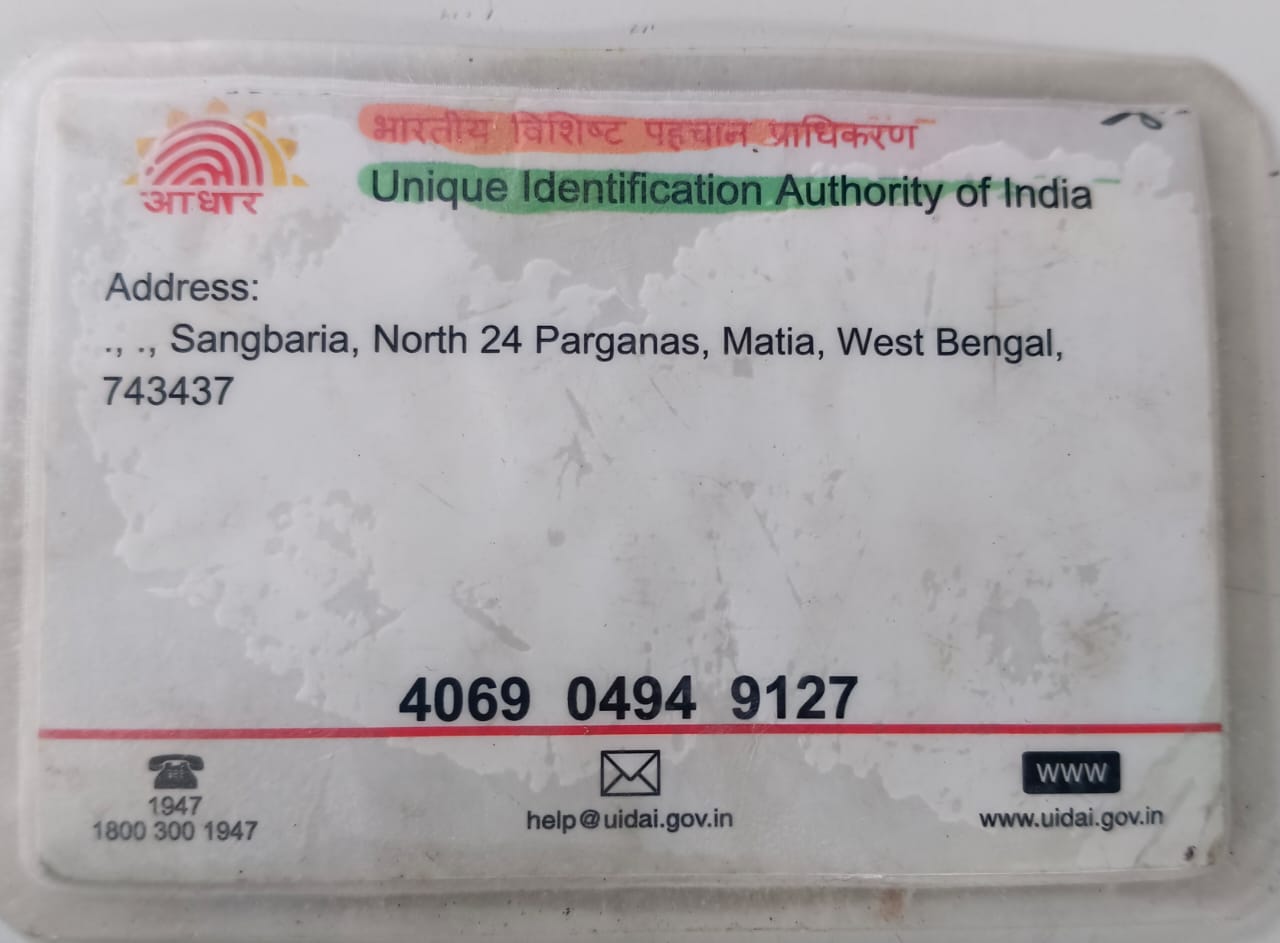 भारतीय विशिष्ट पहचान प्राधिकरण
आधार
Unique Identification Authority of India
Address:
., ., Sangbaria, North 24 Parganas, Matia, West Bengal,
743437
4069 0494 9127
1947
1800 300 1947
help@uidai.gov.in
WWW
www.uidai.gov.in